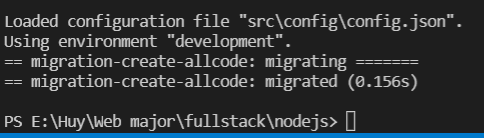 Loaded configuration file "src\config\config.json".
Using environment "development".
== migration-create-allcode: migrating =======
== migration-create-allcode: migrated (0.156s)
PS E:\Huy\Web major\fullstack\nodejs>